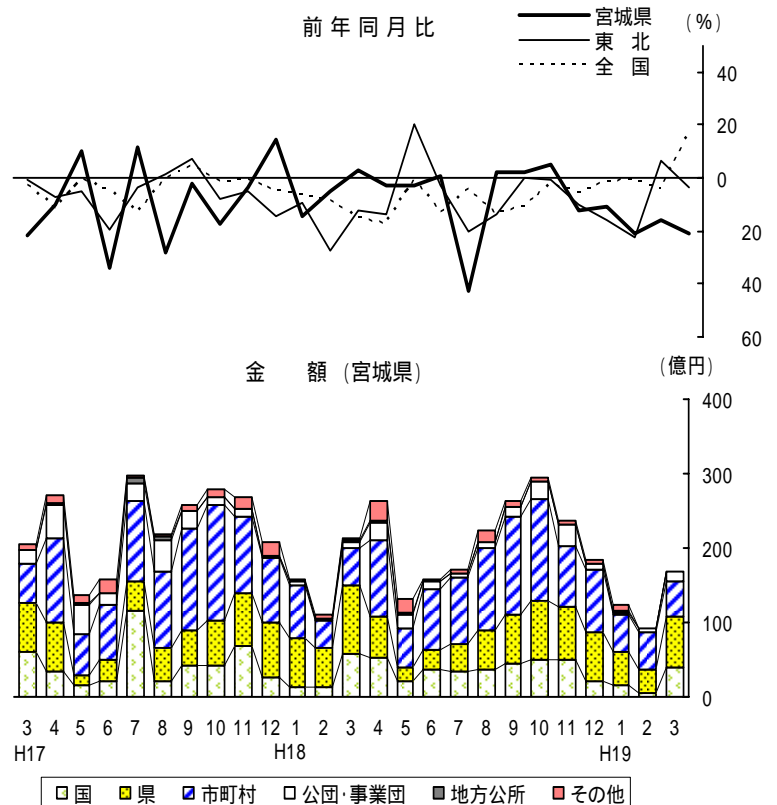 前年同月比
宮城県
(％)
東　北
全　国
40
20
0
20
40
60
金　　額 (宮城県)
(億円)
400
300
200
100
0
3 4 5 6 7 8 9 10 11 12 1 2 3 4 5 6 7 8 9 10 11 12 1 2 3
H17 H18 H19
国 県 市町村 公団･事業団 地方公所 その他